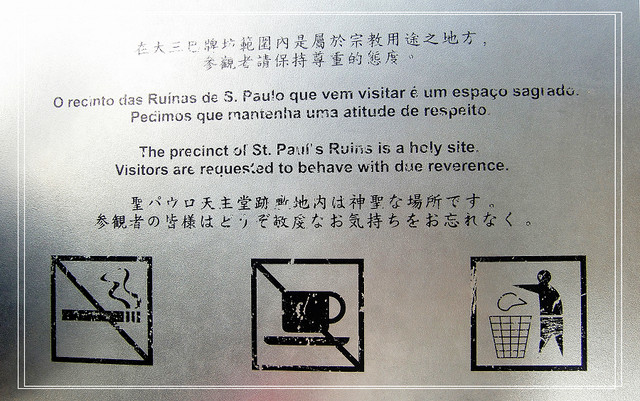 在大三巴牌坊範圍內是屬於宗教用途之地方，
參觀者請保持尊重的態度。
O recinto das Ruínas de S. Paulo que vem visitar é um espaço sagrado.
Pedimos que mantenha uma atitude de respeito.
The precinct of St. Paul's Ruins is a holy site.
Visitors are requested to behave with due reverence.
聖パウロ天主堂跡敷地内は神聖な場所です。
参観者の皆様はどうぞ敬虔なお気持ちをお忘れなく。